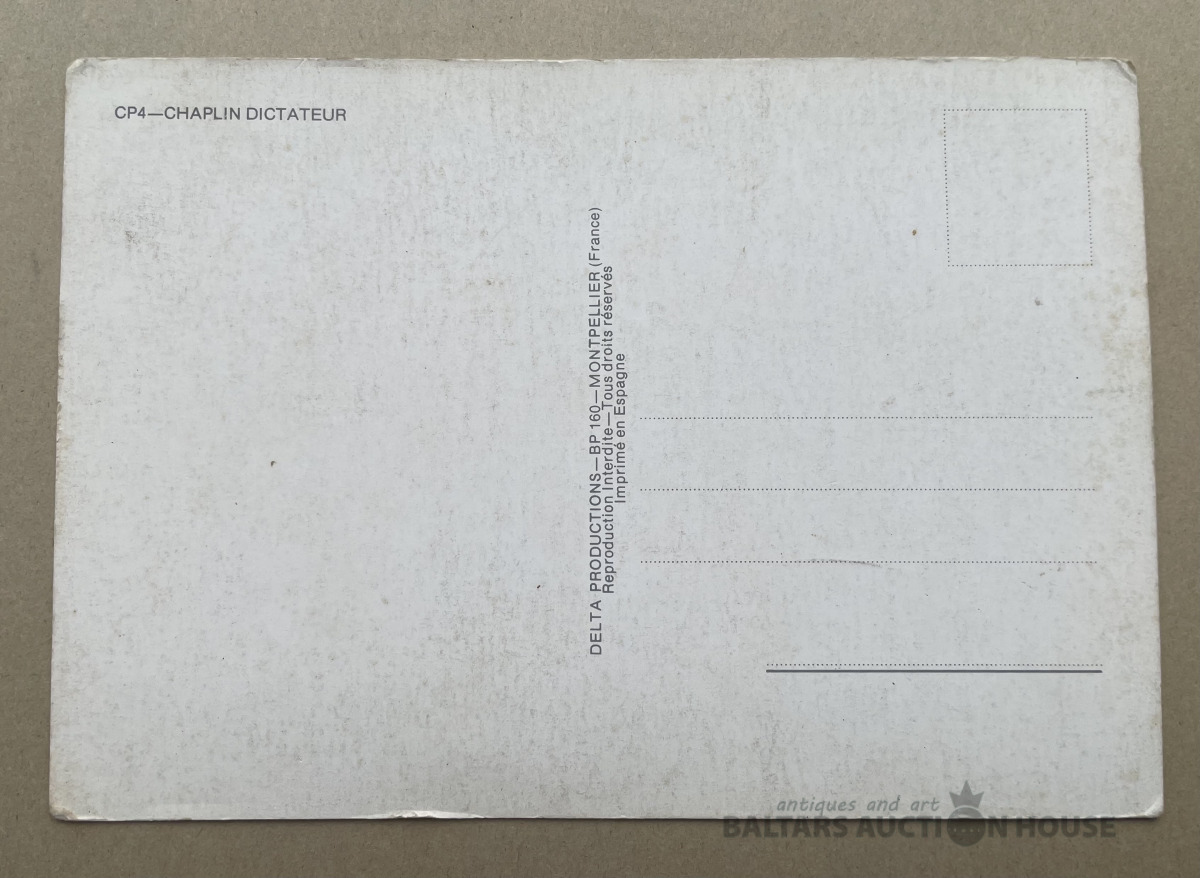 CP4—CHAPLIN DICTATEUR
DELTA PRODUCTIONS—BP 160—MONTPELLIER (France)
Reproduction Interdite—Tous droits réservés
Imprimé en Espagne
antiques and art
BALTARS AUCTION HOUSE